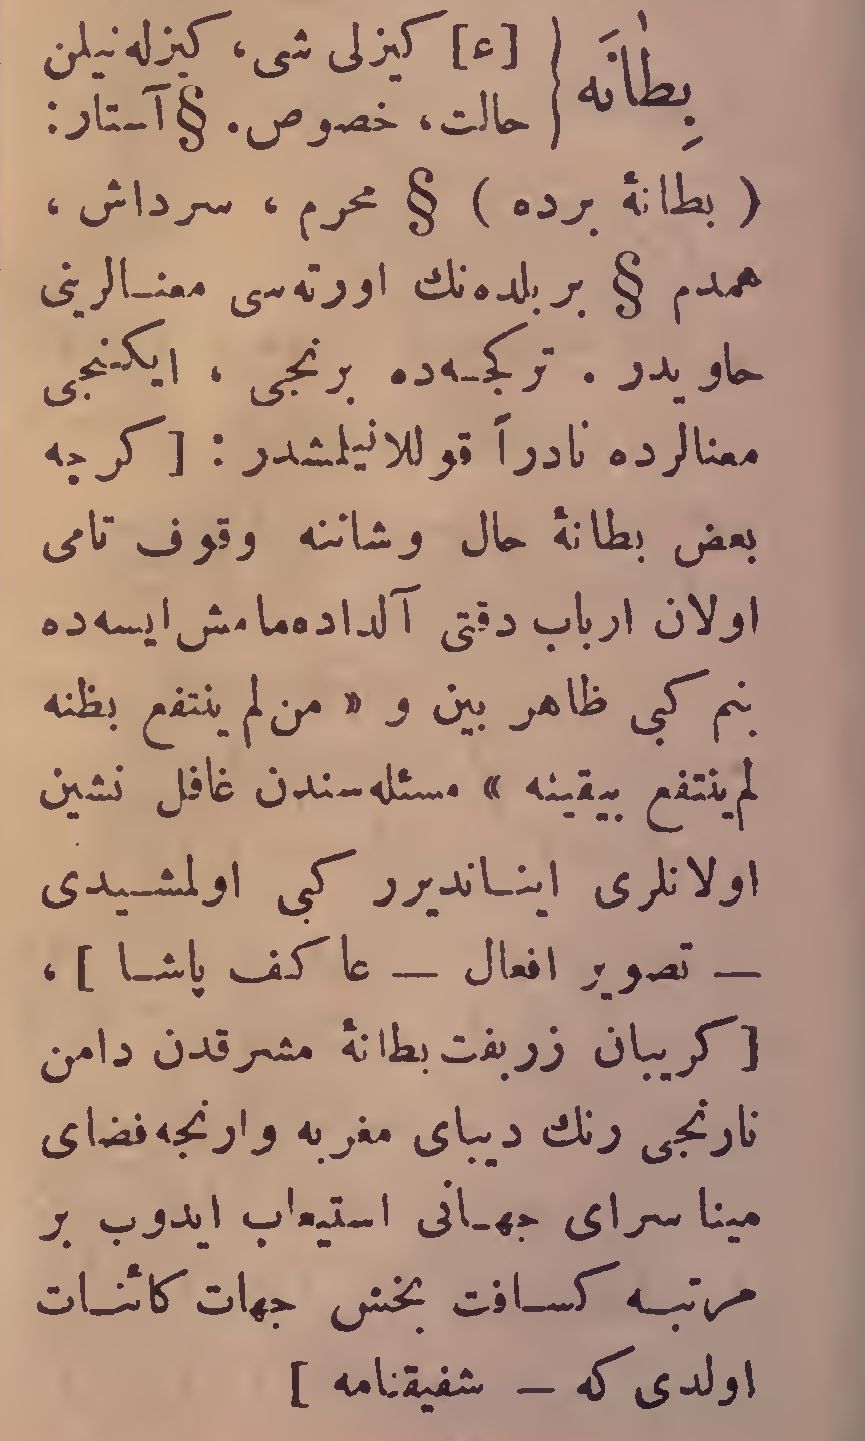 بِطٰانَه { [ع] كيزلى شى، كيزله‌نيلن
حالت، خصوص. § آستار:
( بطانهٔ برده ) § محرم ، سرداش ،
همدم § بر بلده‌نك اورته‌سى معنالرينى
حاويدر . تركجه‌ده برنجى ، ايكنجى
معنالرده نادراً قوللانيلمشدر : [ كرچه
بعض بطانهٔ حال وشاننه وقوف تامى
اولان ارباب دقتى آلداده‌مامش ايسه‌ده
بنم كبى ظاهر بين و « من لم ينتفع بظنه
لم ينتفع بيقينه » مسئله‌سندن غافل نشين
اولانلرى اينانديرر كبى اولمشيدى
— تصوير افعال — عاكف پاشا ] ،
[ كريبان زربفت بطانهٔ مشرقدن دامن
نارنجى رنك ديباى مغربه وارنجه فضاى
مينا سراى جهانى استيعاب ايدوب بر
مرتبه كسافت بخش جهات كائنات
اولدى كه — شفيقنامه ]